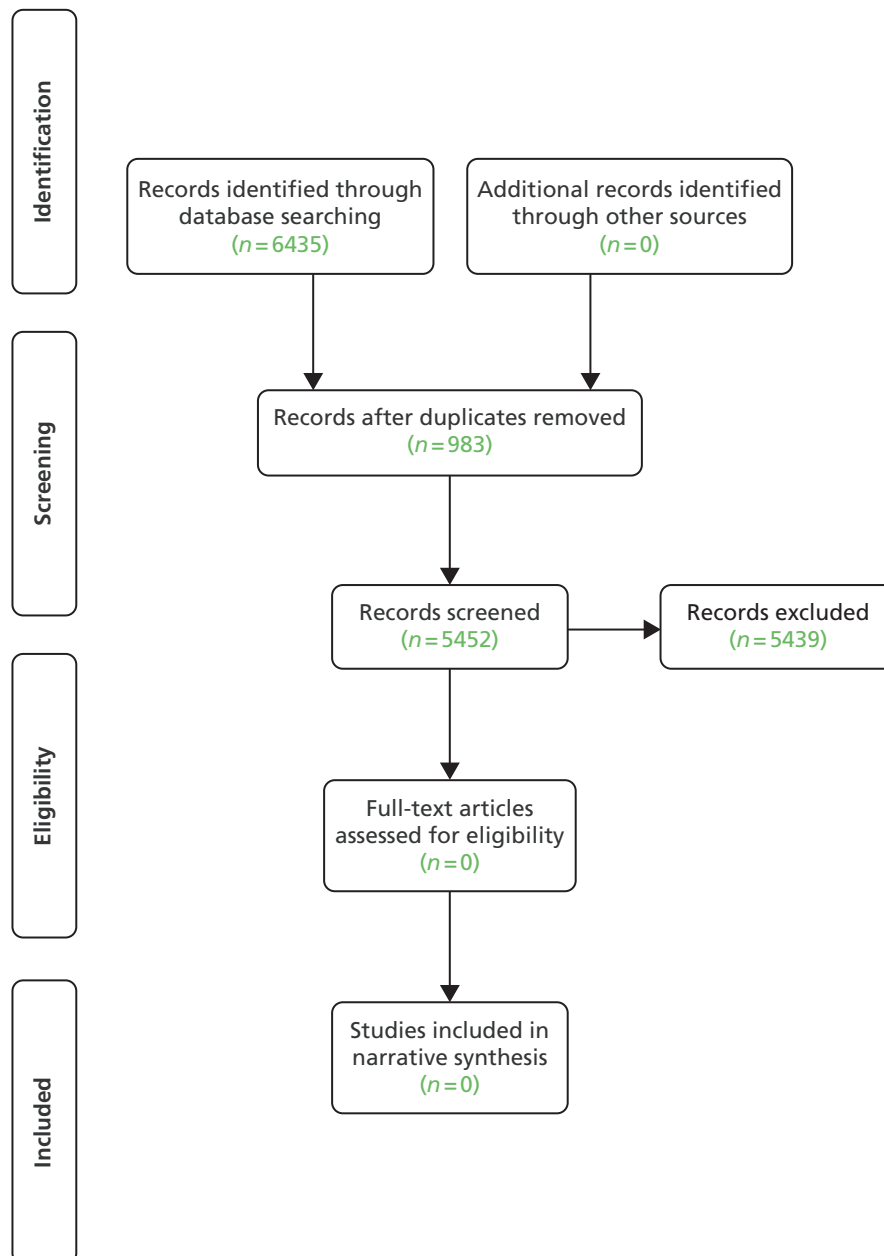 Identification
Records identified through
database searching
(n=6435)
Additional records identified
through other sources
(n=0)
Screening
Records after duplicates removed
(n=983)
Records screened
(n=5452)
Records excluded
(n=5439)
Eligibility
Full-text articles
assessed for eligibility
(n=0)
Included
Studies included in
narrative synthesis
(n=0)